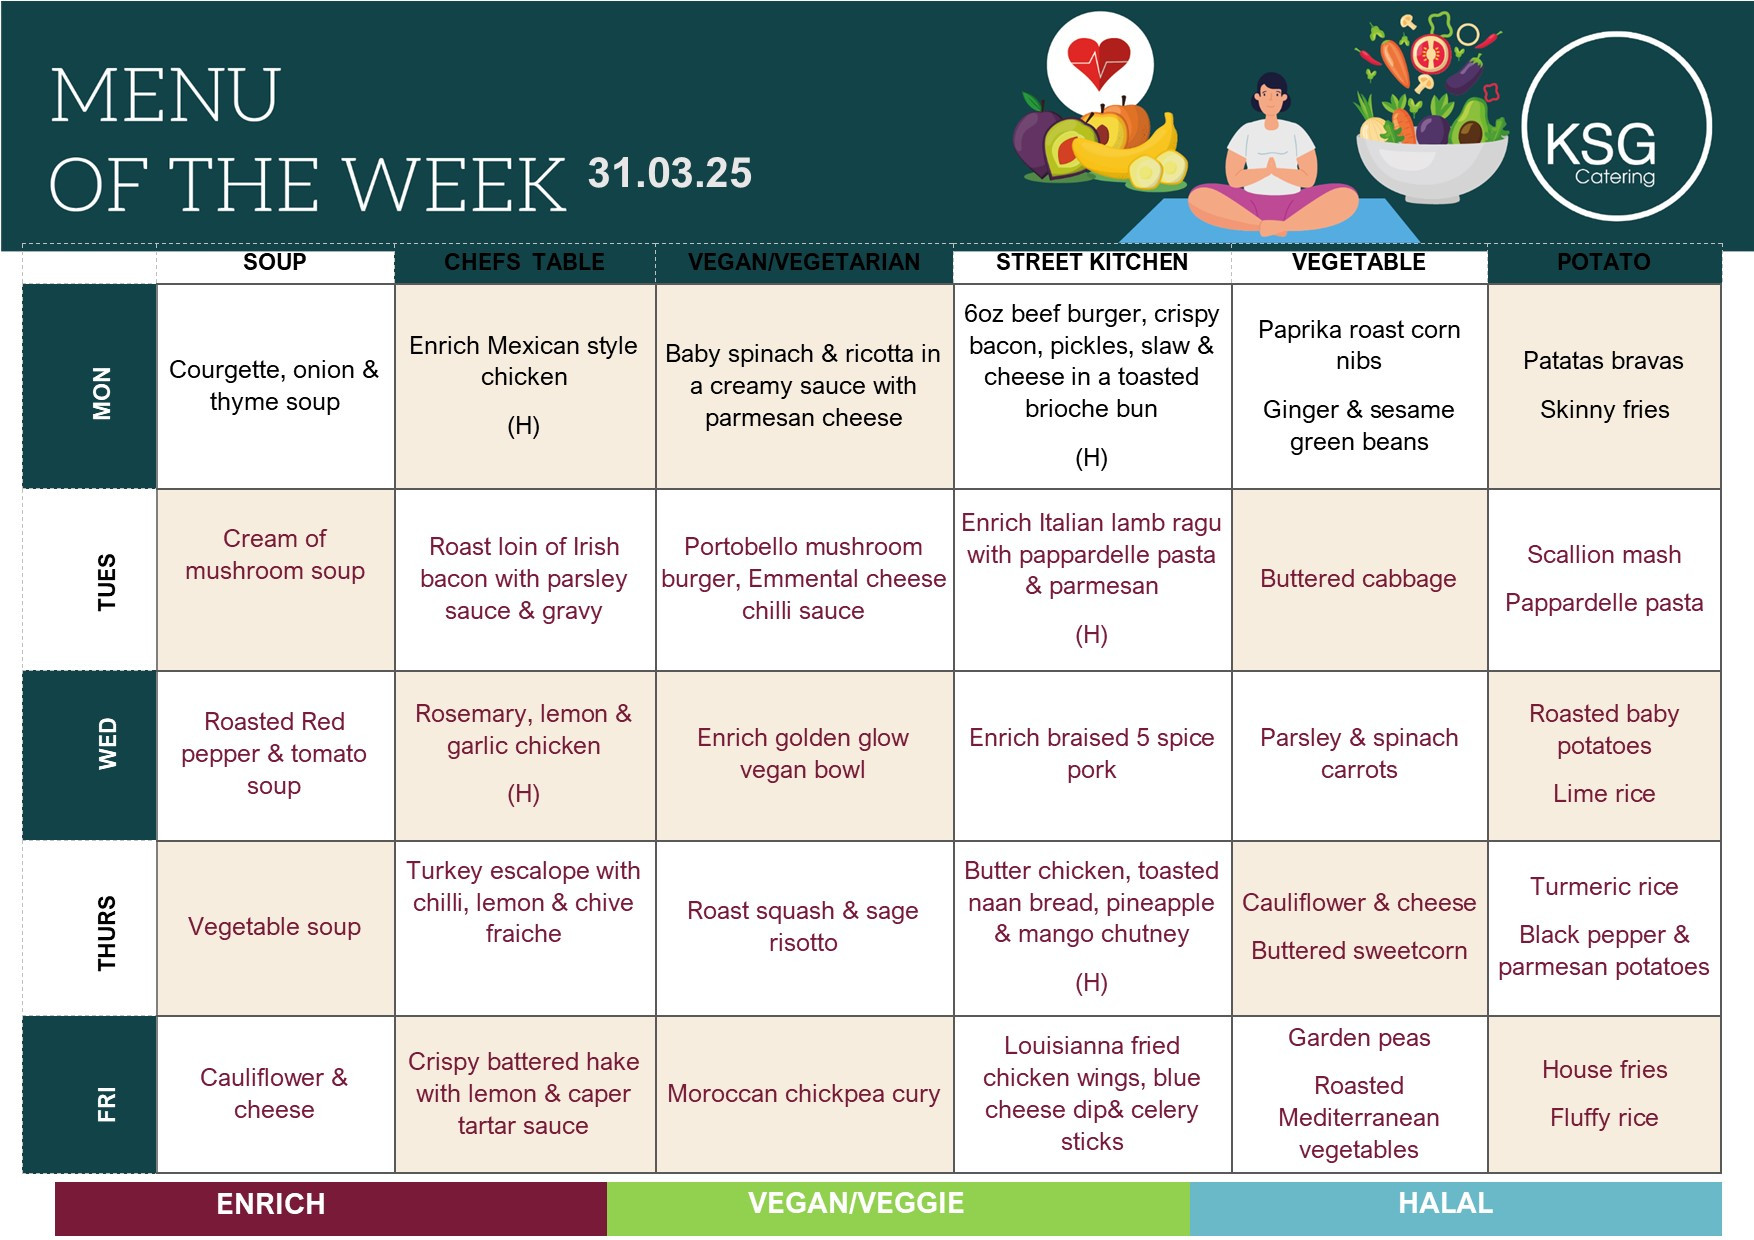 MENU
OF THE WEEK 31.03.25
KSG
Catering
SOUP
CHEFS TABLE
VEGAN/VEGETARIAN
STREET KITCHEN
VEGETABLE
POTATO
MON
Courgette, onion &
thyme soup
Enrich Mexican style
chicken
(H)
Baby spinach & ricotta in
a creamy sauce with
parmesan cheese
6oz beef burger, crispy
bacon, pickles, slaw &
cheese in a toasted
brioche bun
(H)
Paprika roast corn
nibs
Ginger & sesame
green beans
Patatas bravas
Skinny fries
TUES
Cream of
mushroom soup
Roast loin of Irish
bacon with parsley
sauce & gravy
Portobello mushroom
burger, Emmental cheese
chilli sauce
Enrich Italian lamb ragu
with pappardelle pasta
& parmesan
(H)
Buttered cabbage
Scallion mash
Pappardelle pasta
WED
Roasted Red
pepper & tomato
soup
Rosemary, lemon &
garlic chicken
(H)
Enrich golden glow
vegan bowl
Enrich braised 5 spice
pork
Parsley & spinach
carrots
Roasted baby
potatoes
Lime rice
THURS
Vegetable soup
Turkey escalope with
chilli, lemon & chive
fraiche
Roast squash & sage
risotto
Butter chicken, toasted
naan bread, pineapple
& mango chutney
(H)
Cauliflower & cheese
Buttered sweetcorn
Turmeric rice
Black pepper &
parmesan potatoes
FRI
Cauliflower &
cheese
Crispy battered hake
with lemon & caper
tartar sauce
Moroccan chickpea cury
Louisianna fried
chicken wings, blue
cheese dip& celery
sticks
Garden peas
Roasted
Mediterranean
vegetables
House fries
Fluffy rice
ENRICH
VEGAN/VEGGIE
HALAL